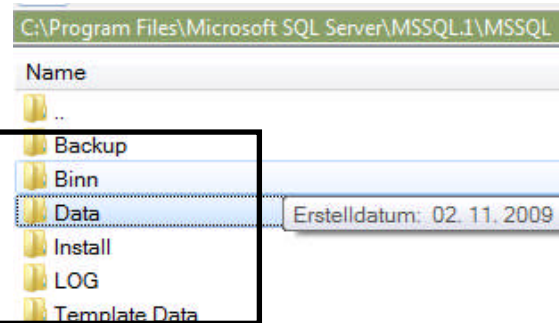 C:\Program Files\Microsoft SQL Server\MSSQL.1\MSSQL
Name
..
Backup
Binn
Data
Erstelldatum: 02. 11. 2009
Install
LOG
Template Data